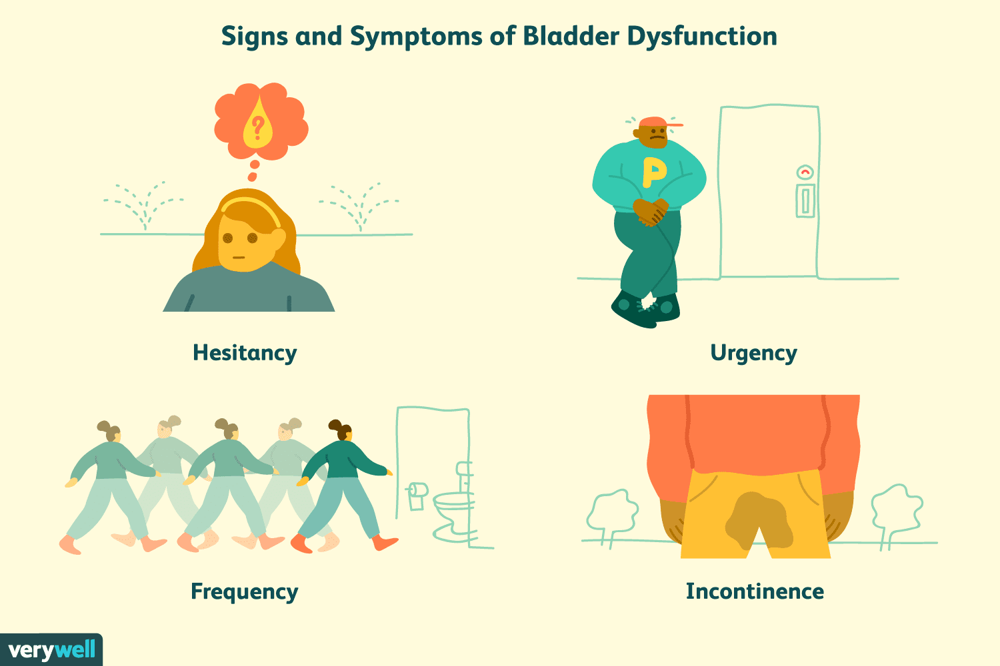 Signs and Symptoms of Bladder Dysfunction
?
P
Hesitancy
Urgency
Frequency
Incontinence
verywell